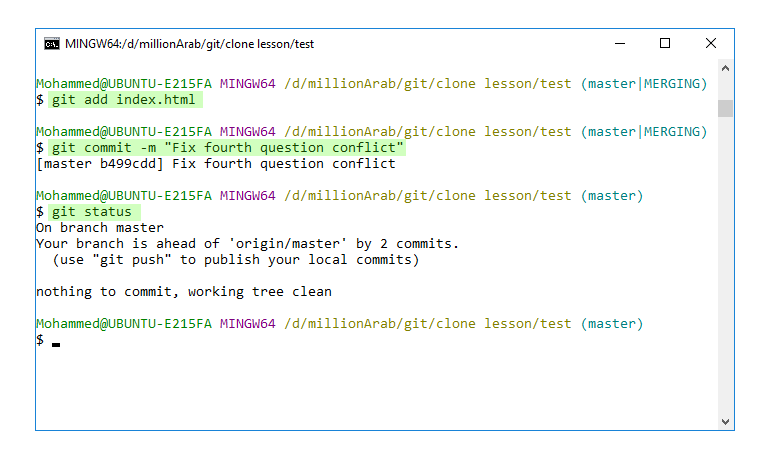 MINGW64:/d/millionArab/git/clone lesson/test
Mohammed@UBUNTU-E215FA MINGW64 /d/millionArab/git/clone lesson/test (master|MERGING)
$ git add index.html
Mohammed@UBUNTU-E215FA MINGW64 /d/millionArab/git/clone lesson/test (master|MERGING)
$ git commit -m "Fix fourth question conflict"
[master b499cdd] Fix fourth question conflict
Mohammed@UBUNTU-E215FA MINGW64 /d/millionArab/git/clone lesson/test (master)
$ git status
On branch master
Your branch is ahead of 'origin/master' by 2 commits.
  (use "git push" to publish your local commits)
nothing to commit, working tree clean
Mohammed@UBUNTU-E215FA MINGW64 /d/millionArab/git/clone lesson/test (master)
$